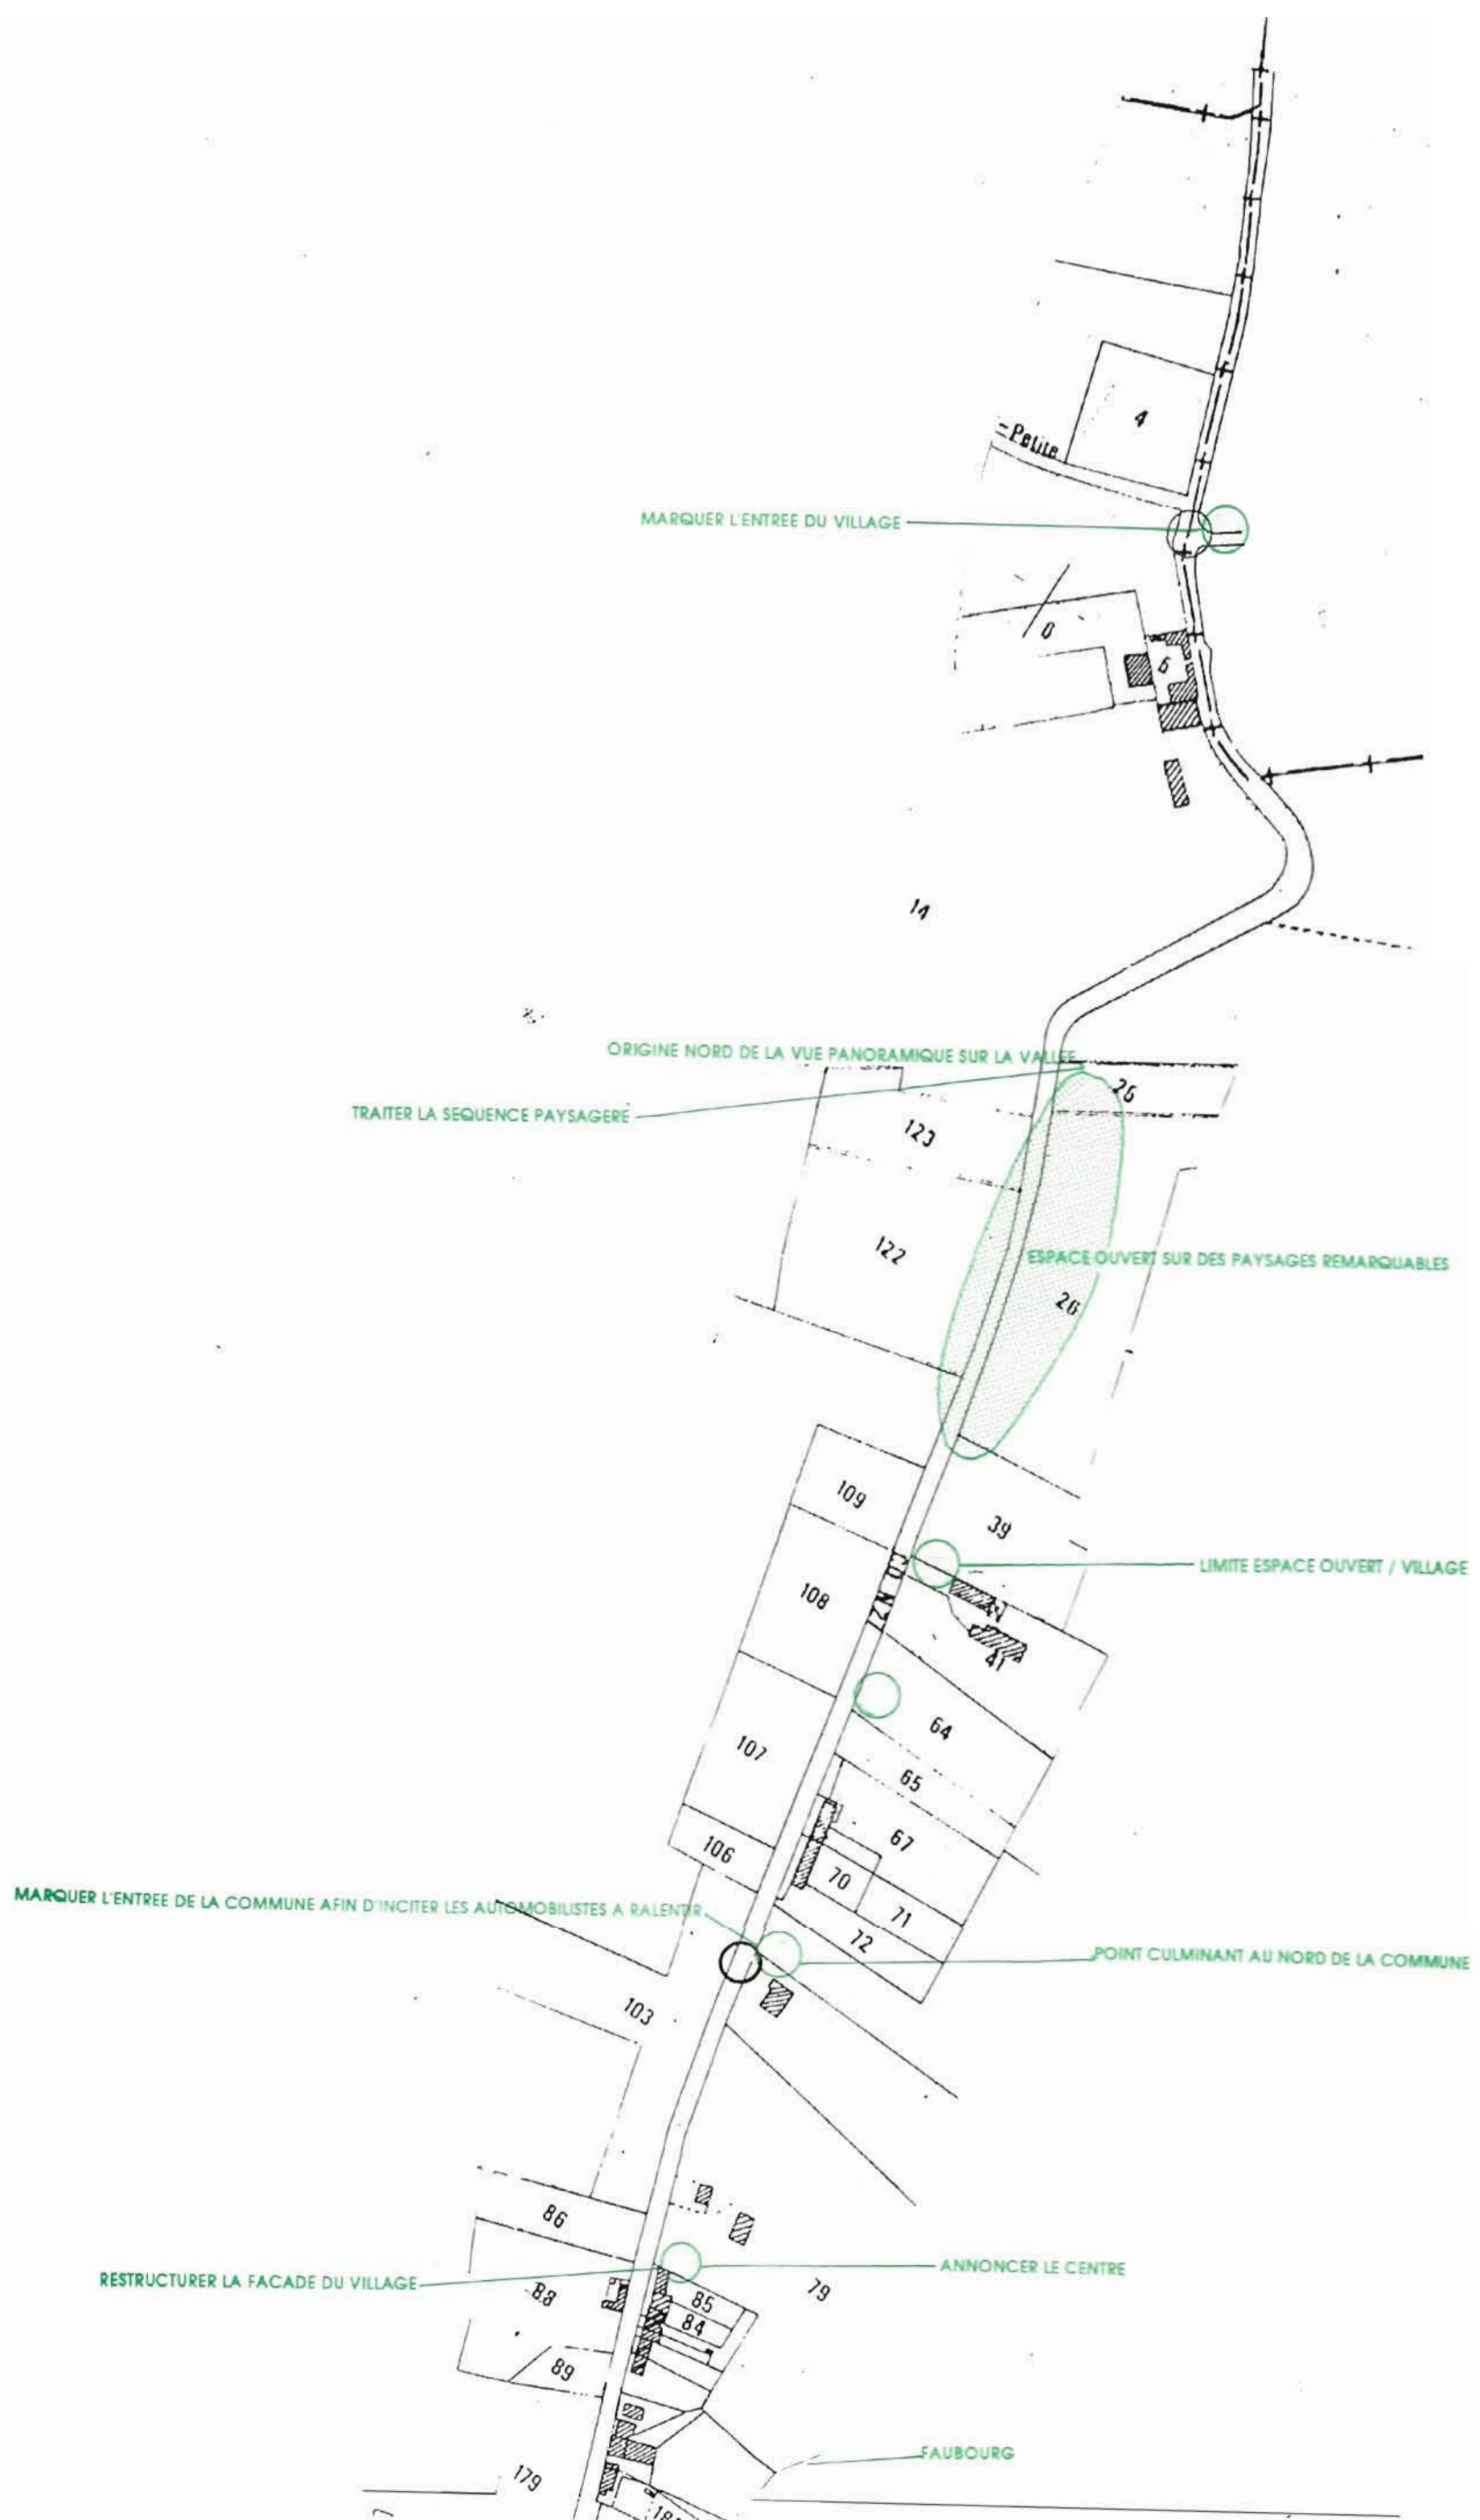 4
Petite
MARQUER L'ENTREE DU VILLAGE
6
14
ORIGINE NORD DE LA VUE PANORAMIQUE SUR LA VALLEE
26
TRAITER LA SEQUENCE PAYSAGERE
123
122
ESPACE OUVERT SUR DES PAYSAGES REMARQUABLES
26
109
39
LIMITE ESPACE OUVERT / VILLAGE
108
41
64
107
65
67
106
70
MARQUER L'ENTREE DE LA COMMUNE AFIN D'INCITER LES AUTOMOBILISTES A RALENTIR
71
72
POINT CULMINANT AU NORD DE LA COMMUNE
103
86
ANNONCER LE CENTRE
RESTRUCTURER LA FACADE DU VILLAGE
88
79
85
84
89
FAUBOURG
179